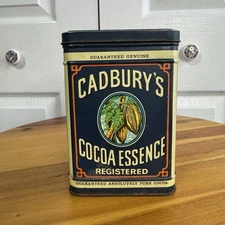 GUARANTEED GENUINE
CADBURY'S
COCOA ESSENCE
REGISTERED
GUARANTEED ABSOLUTELY PURE COCOA